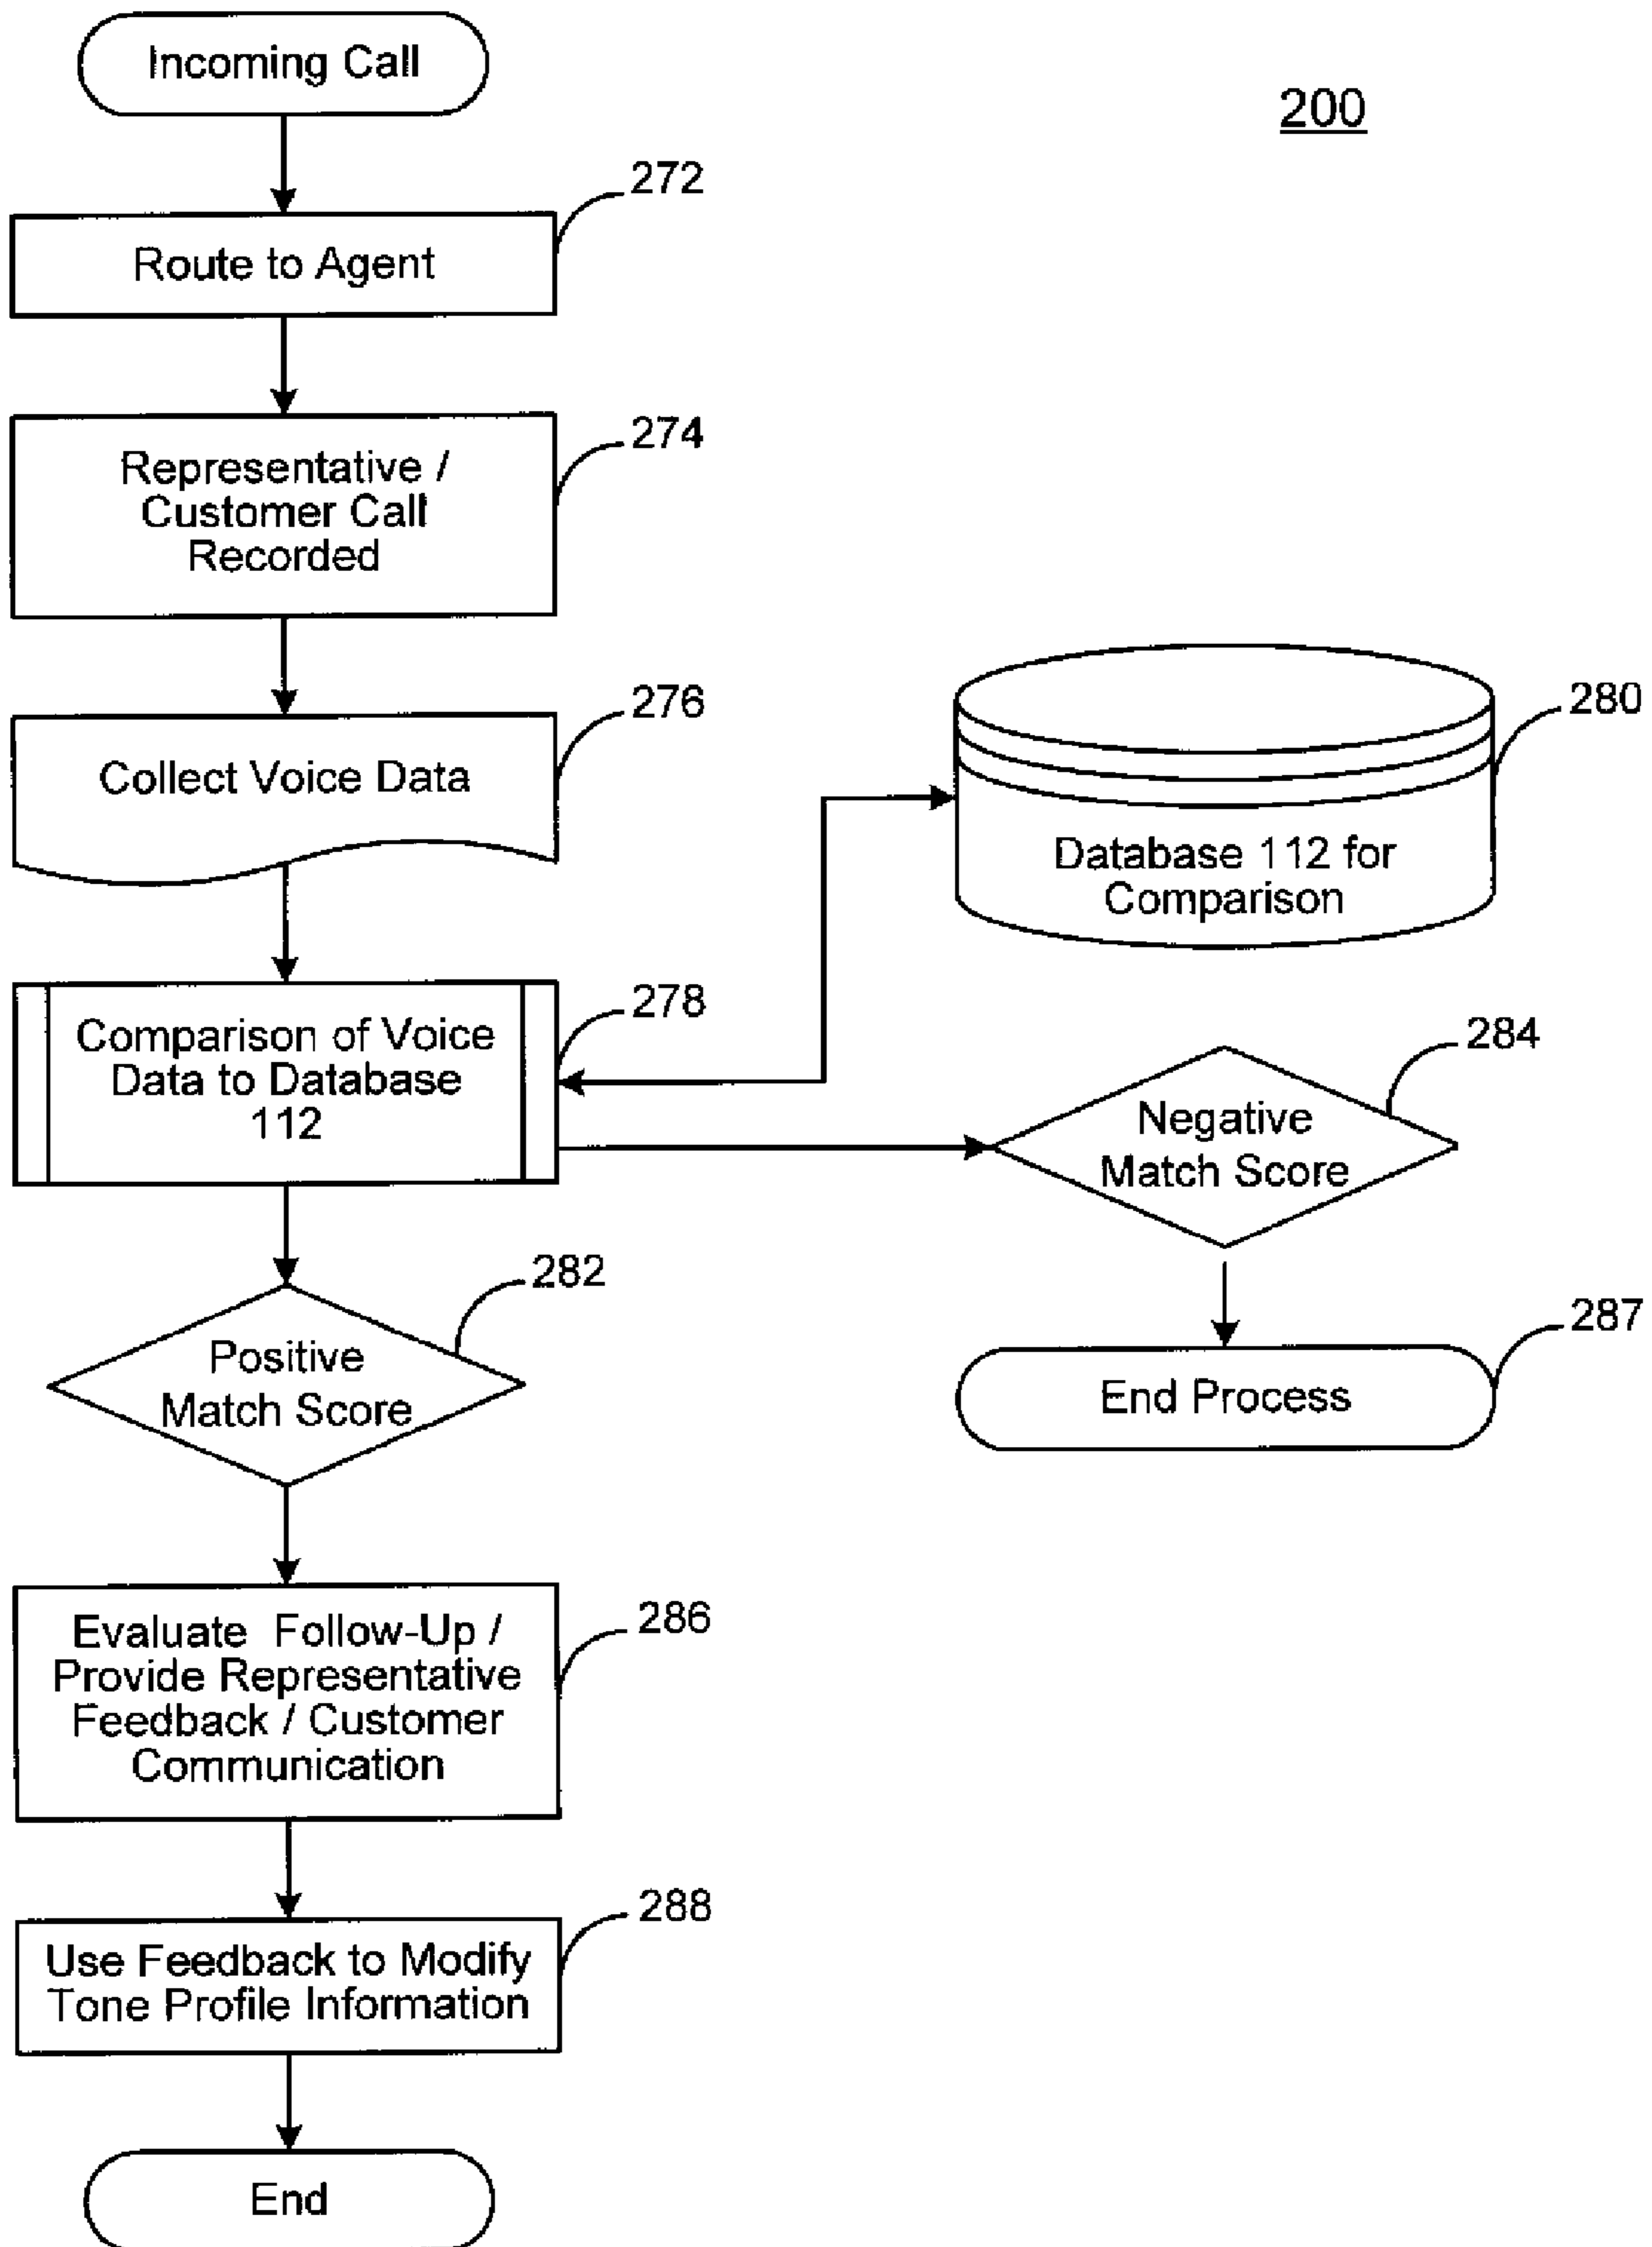 Incoming Call
200
272
Route to Agent
274
Representative /
Customer Call
Recorded
276
Collect Voice Data
280
Database 112 for
Comparison
278
Comparison of Voice
Data to Database
112
284
Negative
Match Score
282
Positive
Match Score
287
End Process
286
Evaluate Follow-Up /
Provide Representative
Feedback / Customer
Communication
288
Use Feedback to Modify
Tone Profile Information
End